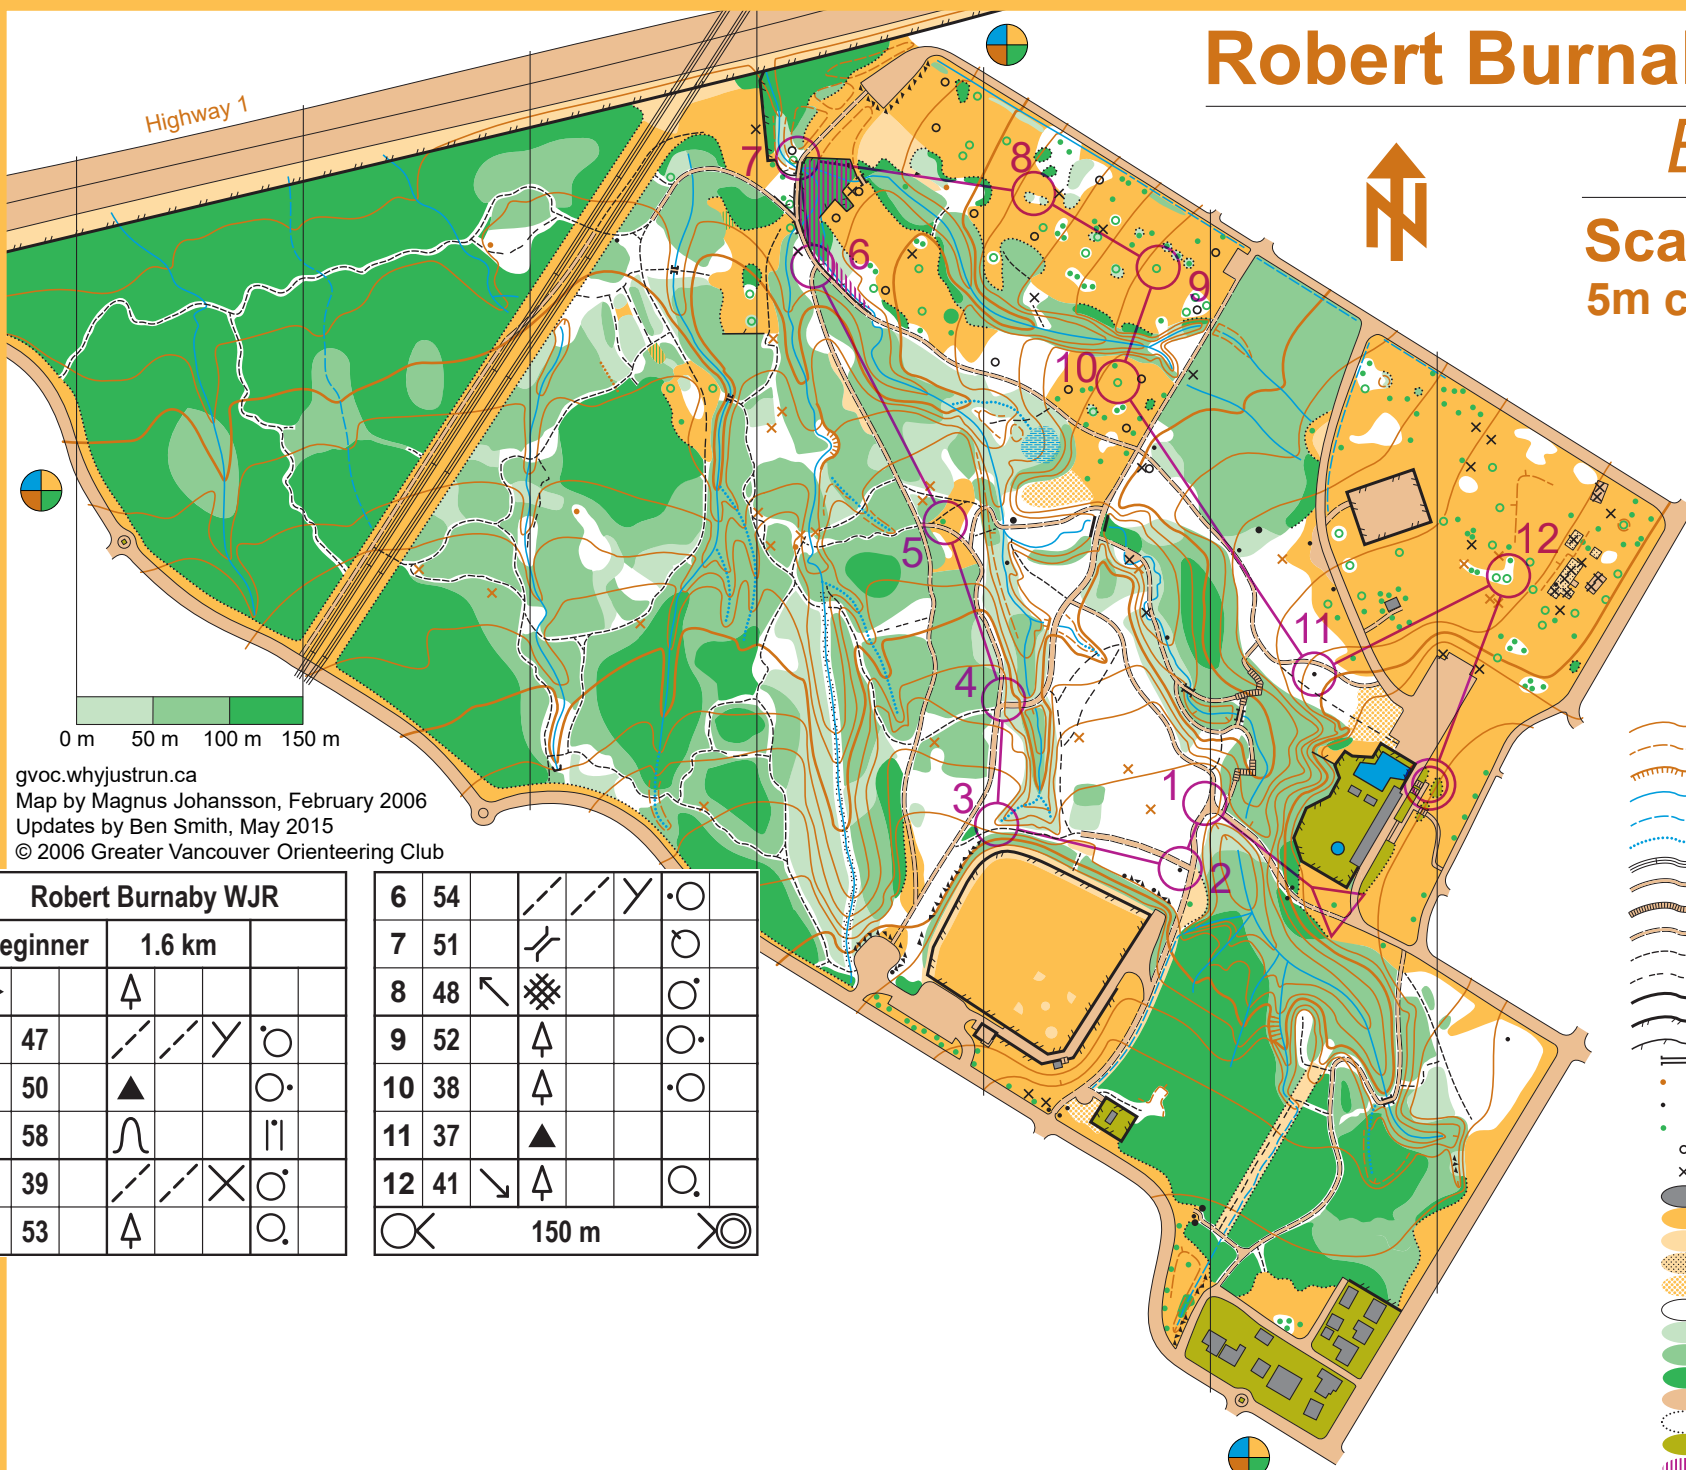 Highway 1
Robert Burna
Sca
5m c
7
8
6
9
10
5
12
11
4
3
1
2
0 m 50 m 100 m 150 m
gvoc.whyjustrun.ca
Map by Magnus Johansson, February 2006
Updates by Ben Smith, May 2015
© 2006 Greater Vancouver Orienteering Club
Robert Burnaby WJR
eginner 1.6 km
47
50
58
39
53
6 54
7 51
8 48
9 52
10 38
11 37
12 41
150 m